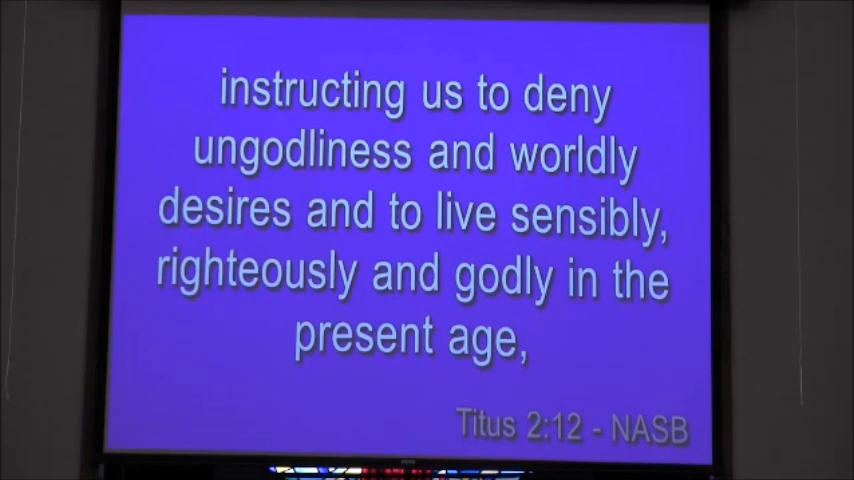 instructing us to deny
ungodliness and worldly
desires and to live sensibly,
righteously and godly in the
present age,
Titus 2:12 - NASB